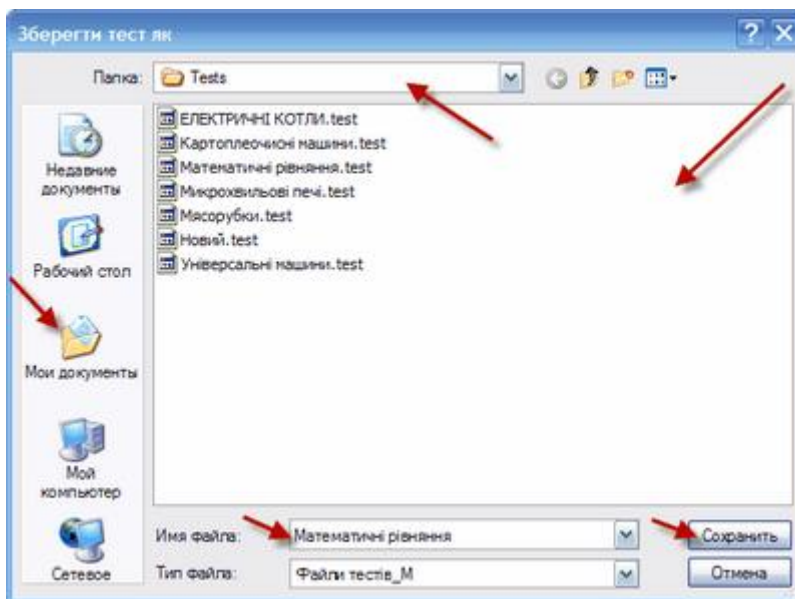 Зберегти тест як
Папка: Tests
ЕЛЕКТРИЧНІ КОТЛИ.test
Картоплеочисні машини.test
Математичні рівняння.test
Микрохвильові печі.test
Мясорубки.test
Новий.test
Універсальні машини.test
Недавние
документы
Рабочий стол
Мои документы
Мой
компьютер
Сетевое
Имя файла: Математичні рівняння Сохранить
Тип файла: Файли тестів_М Отмена